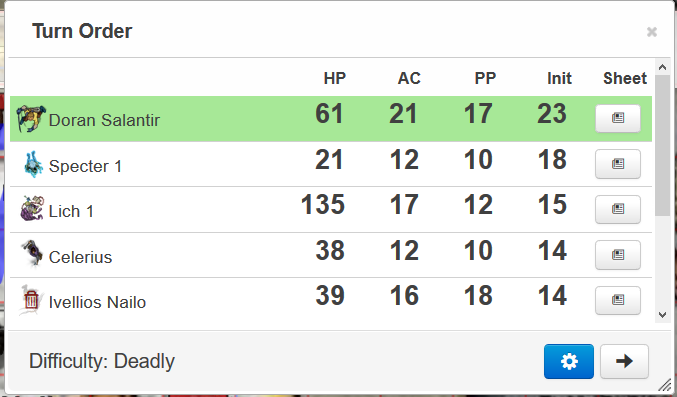 Turn Order ×
HP AC PP Init Sheet
Doran Salantir 61 21 17 23
Specter 1 21 12 10 18
Lich 1 135 17 12 15
Celerius 38 12 10 14
Ivellios Nailo 39 16 18 14
Difficulty: Deadly